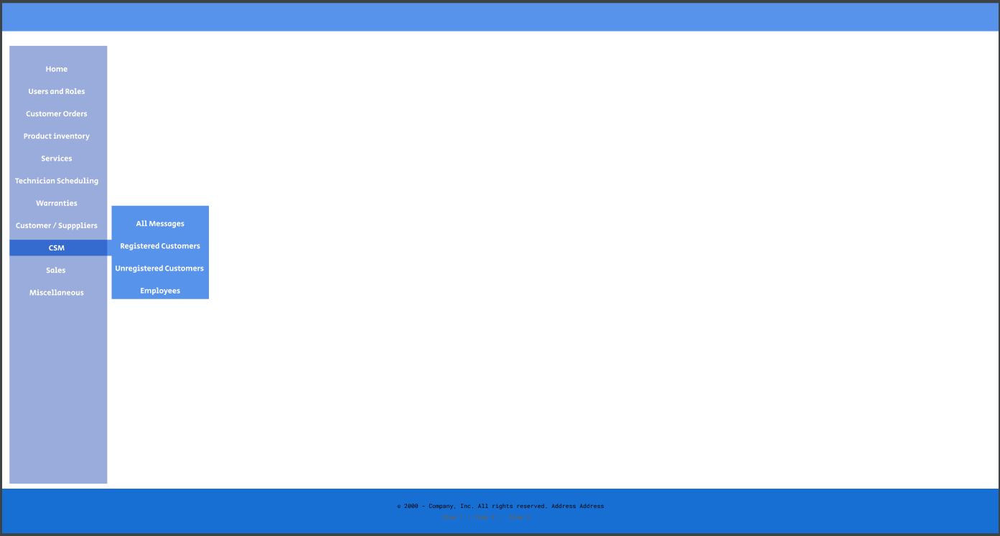 Home
Users and Roles
Customer Orders
Product inventory
Services
Technician Scheduling
Warranties
Customer / Supppliers
CSM
Sales
Miscellaneous
All Messages
Registered Customers
Unregistered Customers
Employees
© 2000 - Company, Inc. All rights reserved. Address Address